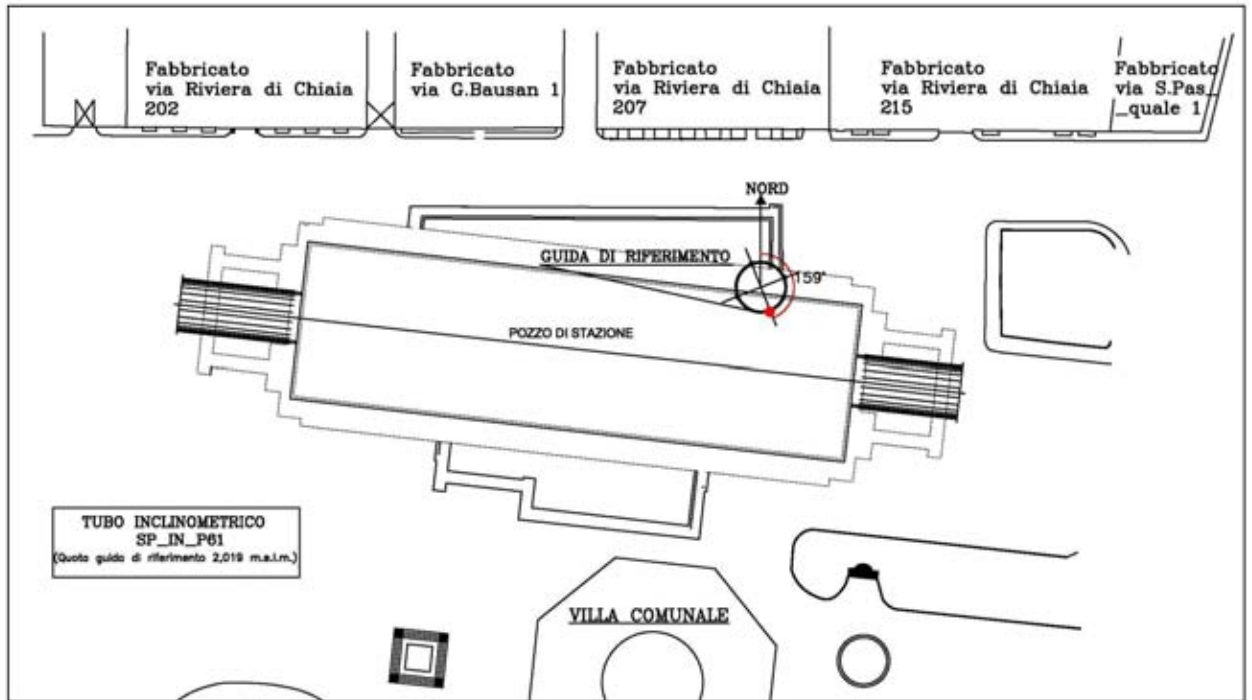 Fabbricato
via Riviera di Chiaia
202
Fabbricato
via G.Bausan 1
Fabbricato
via Riviera di Chiaia
207
Fabbricato
via Riviera di Chiaia
215
Fabbricato
via S.Pas_
_quale 1
NORD
GUIDA DI RIFERIMENTO
159°
POZZO DI STAZIONE
TUBO INCLINOMETRICO
SP_IN_P61
(Quota guida di riferimento 2,019 m.s.l.m.)
VILLA COMUNALE